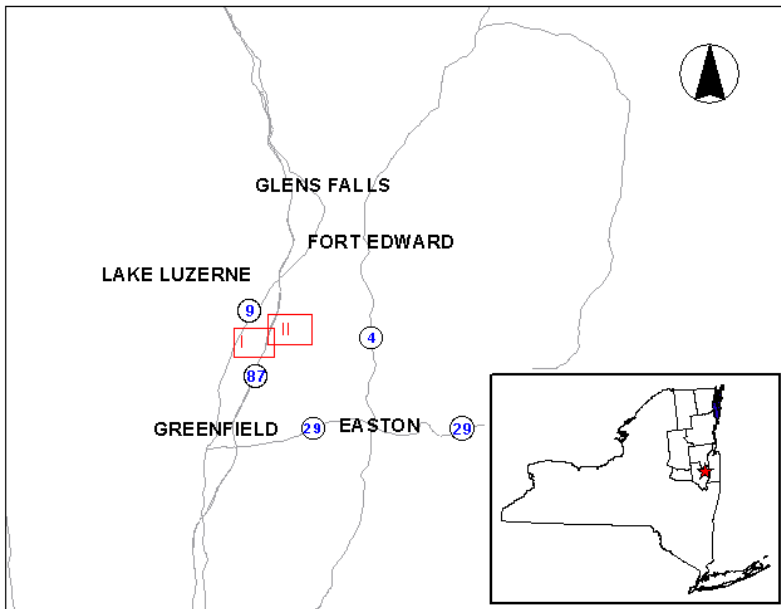 GLENS FALLS
FORT EDWARD
LAKE LUZERNE
9
II
I
4
87
GREENFIELD
29
EASTON
29